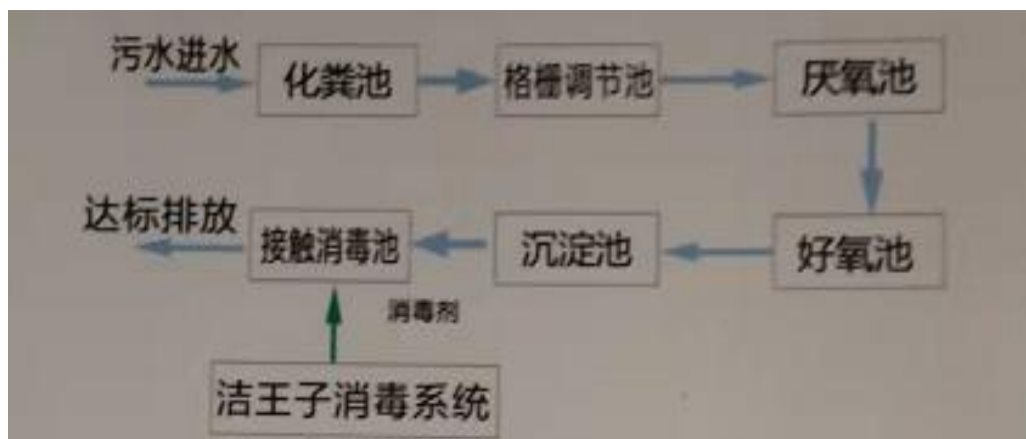 污水进水
化粪池
格栅调节池
厌氧池
好氧池
沉淀池
接触消毒池
达标排放
消毒剂
洁王子消毒系统